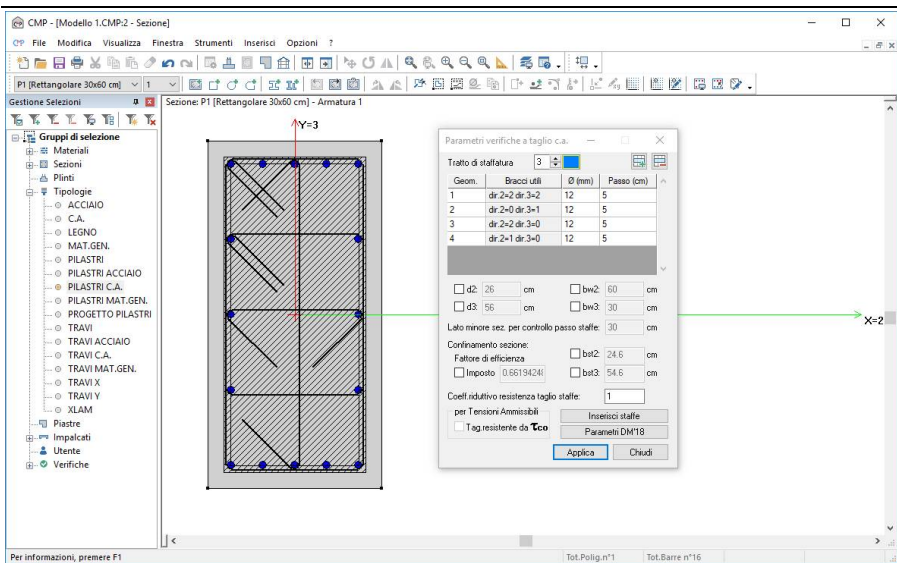 CMP - [Modello 1.CMP:2 - Sezione]
File Modifica Visualizza Finestra Strumenti Inserisci Opzioni ?
P1 [Rettangolare 30x60 cm] 1
Gestione Selezioni
Sezione: P1 [Rettangolare 30x60 cm] - Armatura 1
Gruppi di selezione
Materiali
Sezioni
Plinti
Tipologie
ACCIAIO
C.A.
LEGNO
MAT.GEN.
PILASTRI
PILASTRI ACCIAIO
PILASTRI C.A.
PILASTRI MAT.GEN.
PROGETTO PILASTRI
TRAVI
TRAVI ACCIAIO
TRAVI C.A.
TRAVI MAT.GEN.
TRAVI X
TRAVI Y
XLAM
Piastre
Impalcati
Utente
Verifiche
Y=3
X=2
Parametri verifiche a taglio c.a.
Tratto di staffatura 3
Geom. Bracci utili Ø (mm) Passo (cm)
1 dir.2=2 dir.3=2 12 5
2 dir.2=0 dir.3=1 12 5
3 dir.2=2 dir.3=0 12 5
4 dir.2=1 dir.3=0 12 5
d2: 26 cm bw2: 60 cm
d3: 56 cm bw3: 30 cm
Lato minore sez. per controllo passo staffe: 30 cm
Confinamento sezione:
Fattore di efficienza
bst2: 24.6 cm
Imposto 0.6619424 bst3: 54.6 cm
Coeff.riduttivo resistenza taglio staffe: 1
per Tensioni Ammissibili
Tag.resistente da τco
Inserisci staffe
Parametri DM'18
Applica Chiudi
Per informazioni, premere F1
Tot.Polig.n°1 Tot.Barre n°16